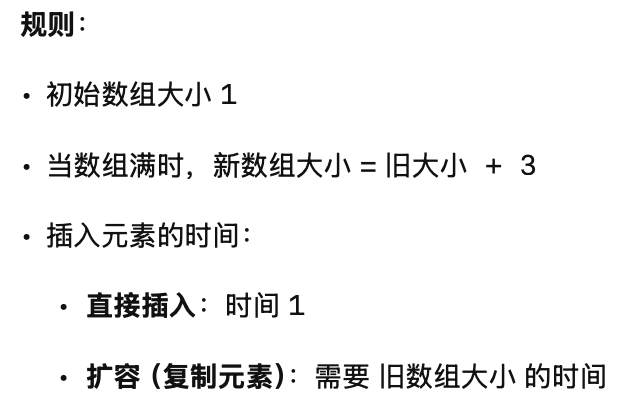 规则：
• 初始数组大小 1
• 当数组满时，新数组大小 = 旧大小 + 3
• 插入元素的时间：
• 直接插入：时间 1
• 扩容 (复制元素)：需要 旧数组大小 的时间